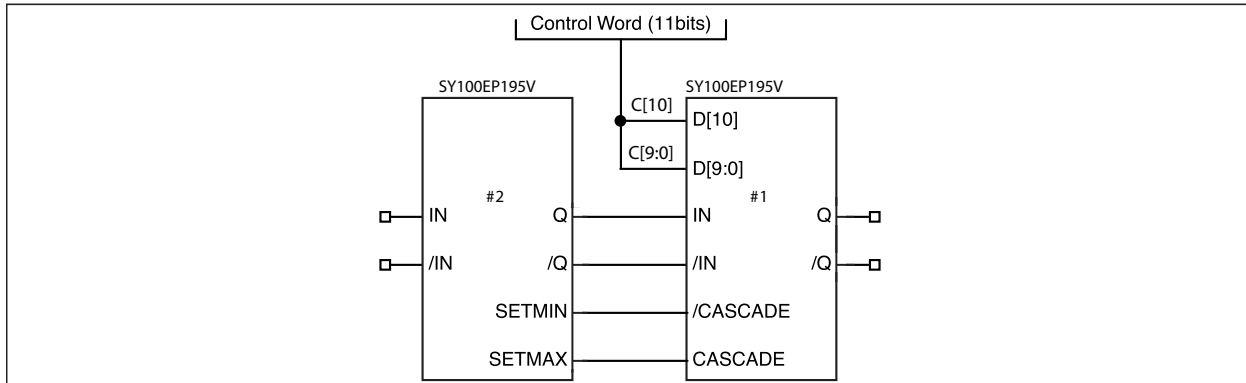 Control Word (11bits)
SY100EP195V
SY100EP195V
C[10]
D[10]
C[9:0]
D[9:0]
#2
#1
IN
Q
IN
Q
/IN
/Q
/IN
/Q
SETMIN
/CASCADE
SETMAX
CASCADE